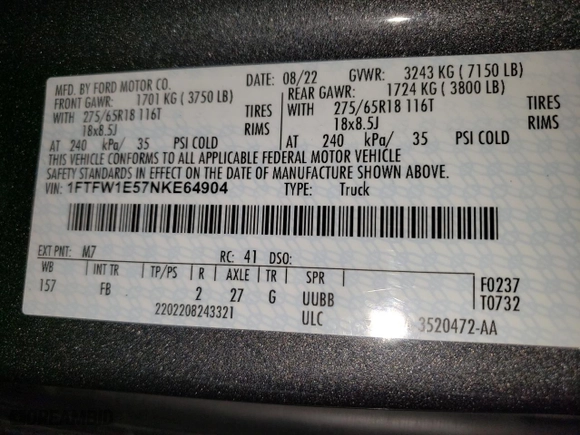 MFD. BY FORD MOTOR CO.
DATE: 08/22 GVWR: 3243 KG ( 7150 LB)
FRONT GAWR: 1701 KG ( 3750 LB)
REAR GAWR: 1724 KG ( 3800 LB)
WITH 275/65R18 116T TIRES
WITH 275/65R18 116T TIRES
18x8.5J RIMS
18x8.5J RIMS
AT 240 kPa/ 35 PSI COLD
AT 240 kPa/ 35 PSI COLD
THIS VEHICLE CONFORMS TO ALL APPLICABLE FEDERAL MOTOR VEHICLE
SAFETY STANDARDS IN EFFECT ON THE DATE OF MANUFACTURE SHOWN ABOVE.
VIN: 1FTFW1E57NKE64904 TYPE: Truck
EXT PNT: M7 RC: 41 DSO:
WB INT TR TP/PS R AXLE TR SPR F0237
157 FB 2 27 G UUBB T0732
2202208243321 ULC 3520472-AA